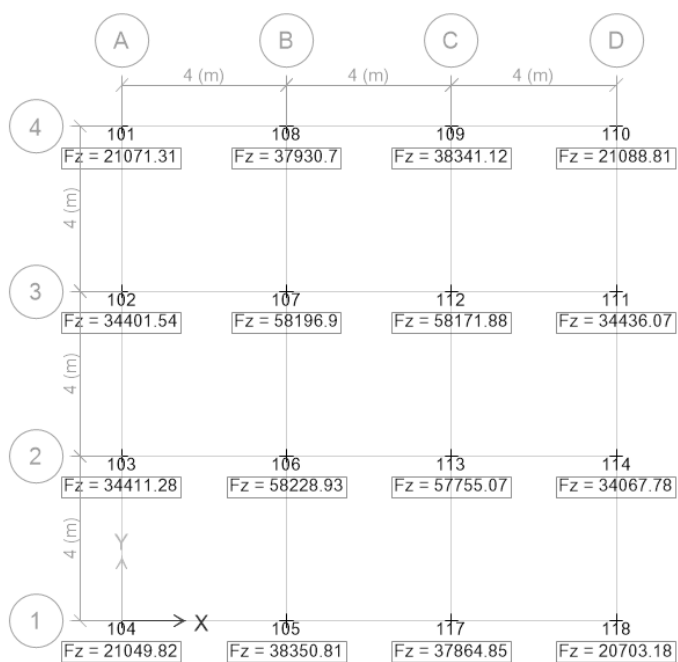 A B C D
4 (m) 4 (m) 4 (m)
4
101 108 109 110
Fz = 21071.31 Fz = 37930.7 Fz = 38341.12 Fz = 21088.81
4 (m)
3
102 107 112 111
Fz = 34401.54 Fz = 58196.9 Fz = 58171.88 Fz = 34436.07
4 (m)
2
103 106 113 114
Fz = 34411.28 Fz = 58228.93 Fz = 57755.07 Fz = 34067.78
4 (m)
Y
1
X
104 105 117 118
Fz = 21049.82 Fz = 38350.81 Fz = 37864.85 Fz = 20703.18